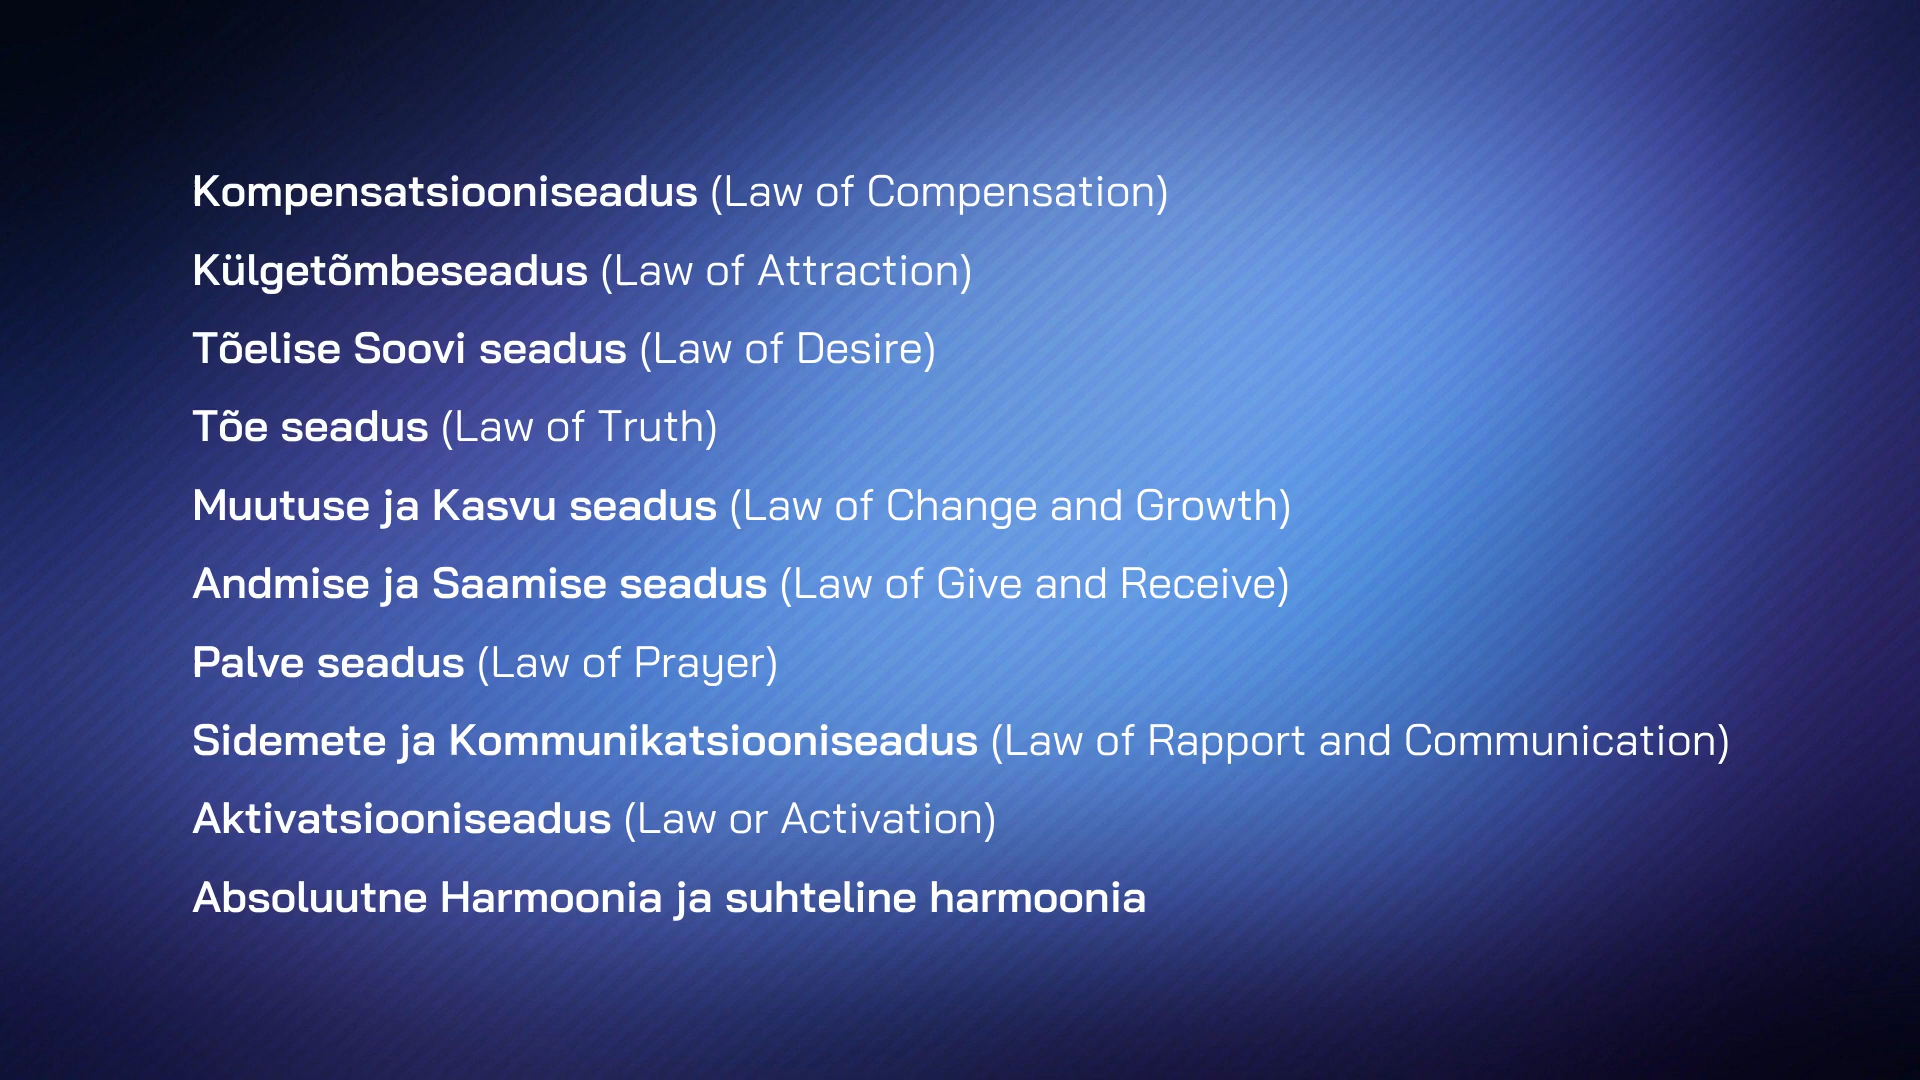 Kompensatsiooniseadus (Law of Compensation)
Külgetõmbeseadus (Law of Attraction)
Tõelise Soovi seadus (Law of Desire)
Tõe seadus (Law of Truth)
Muutuse ja Kasvu seadus (Law of Change and Growth)
Andmise ja Saamise seadus (Law of Give and Receive)
Palve seadus (Law of Prayer)
Sidemete ja Kommunikatsiooniseadus (Law of Rapport and Communication)
Aktivatsiooniseadus (Law or Activation)
Absoluutne Harmoonia ja suhteline harmoonia